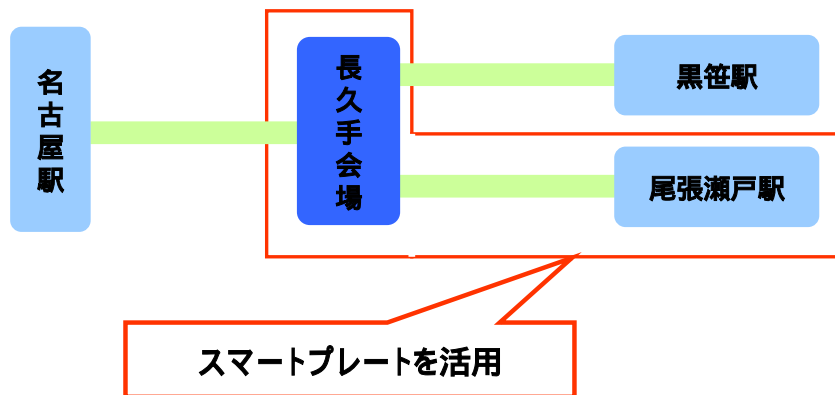 名古屋駅
長久手会場
黒笹駅
尾張瀬戸駅
スマートプレートを活用